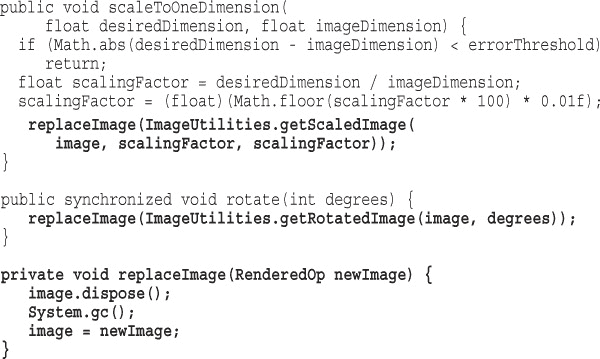 public void scaleToOneDimension(
float desiredDimension, float imageDimension) {
if (Math.abs(desiredDimension - imageDimension) < errorThreshold)
return;
float scalingFactor = desiredDimension / imageDimension;
scalingFactor = (float)(Math.floor(scalingFactor * 100) * 0.01f);
replaceImage(ImageUtilities.getScaledImage(
image, scalingFactor, scalingFactor));
}
public synchronized void rotate(int degrees) {
replaceImage(ImageUtilities.getRotatedImage(image, degrees));
}
private void replaceImage(RenderedOp newImage) {
image.dispose();
System.gc();
image = newImage;
}